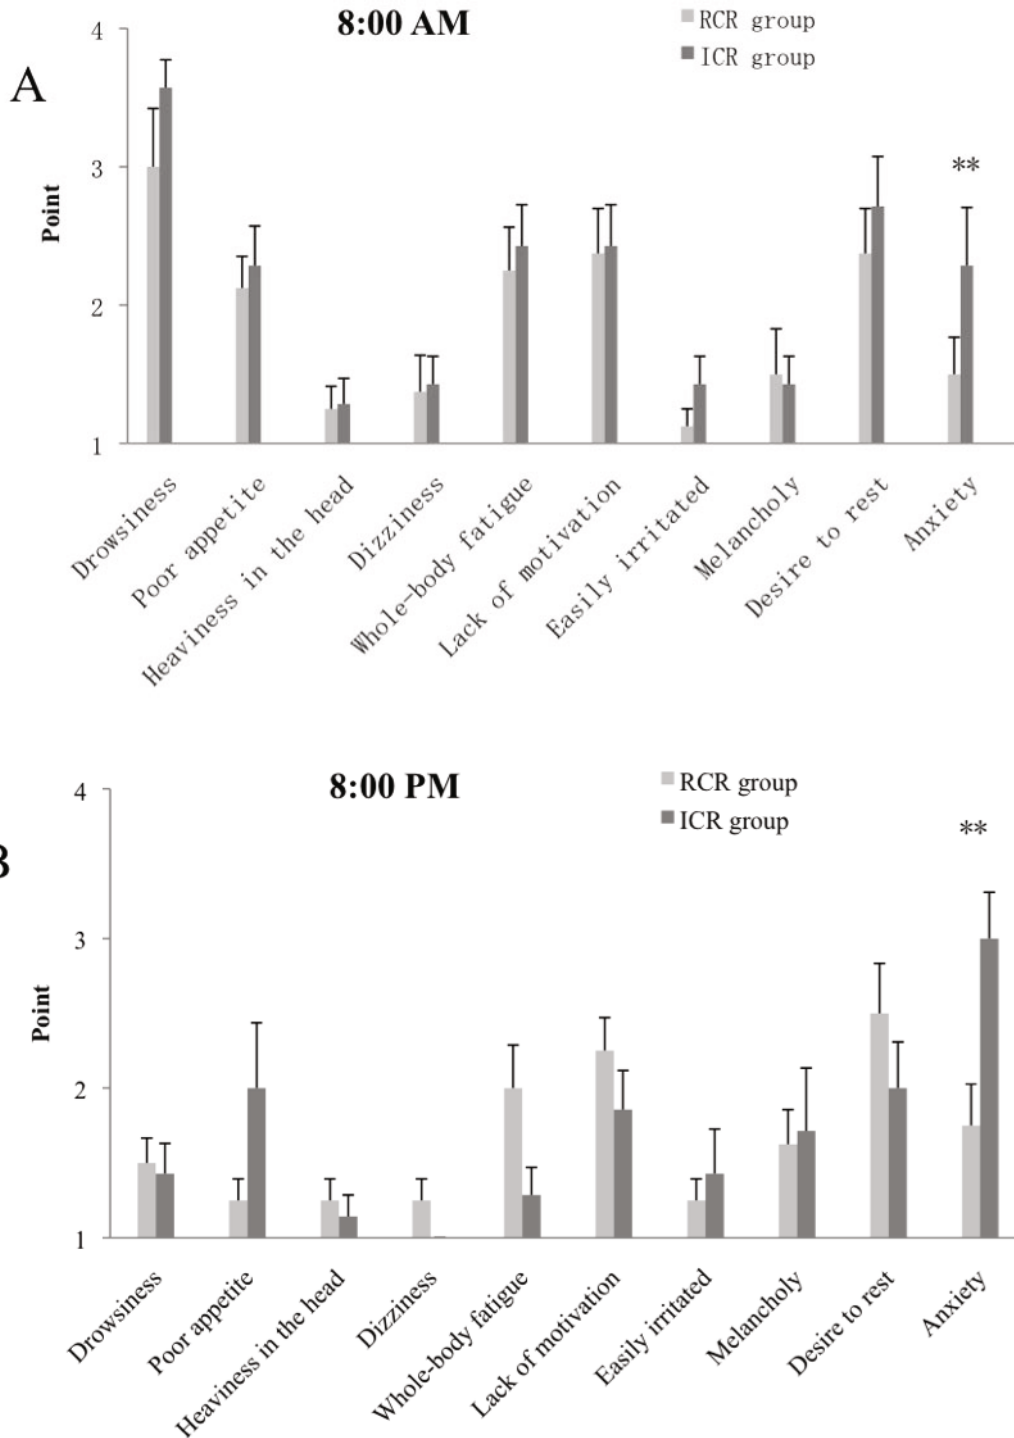 8:00 AM
RCR group
ICR group
A
Point
4
3
2
1
**
Drowsiness
Poor appetite
Heaviness in the head
Dizziness
Whole-body fatigue
Lack of motivation
Easily irritated
Melancholy
Desire to rest
Anxiety
8:00 PM
RCR group
ICR group
B
Point
4
3
2
1
**
Drowsiness
Poor appetite
Heaviness in the head
Dizziness
Whole-body fatigue
Lack of motivation
Easily irritated
Melancholy
Desire to rest
Anxiety